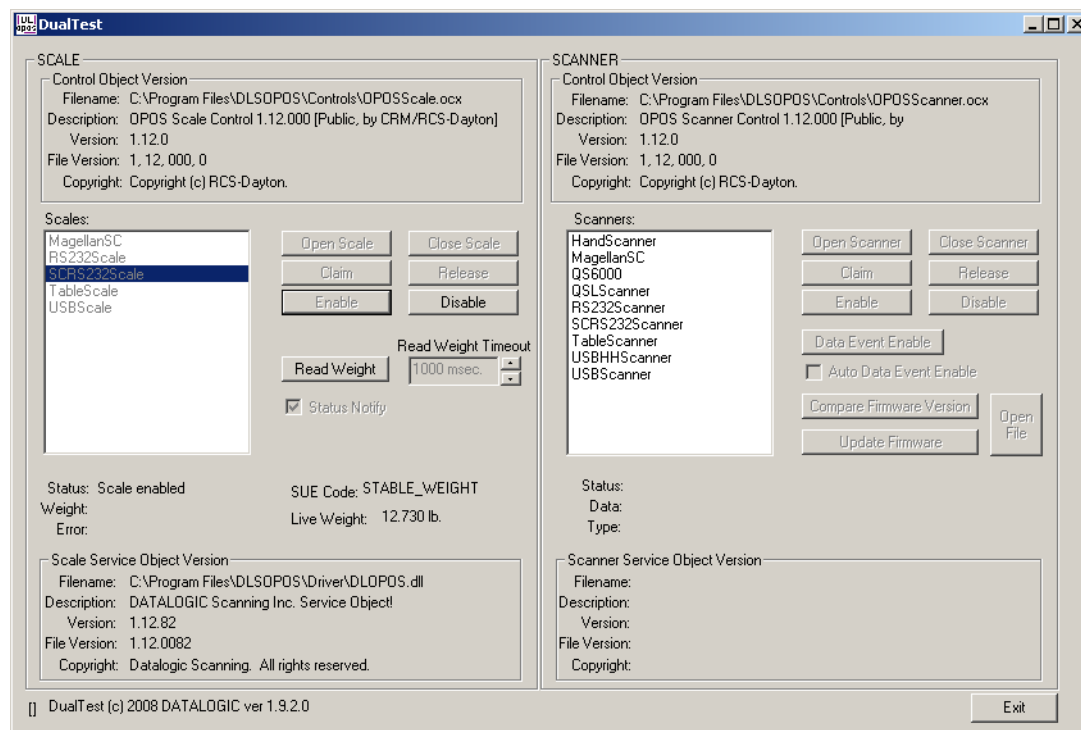 UL
opos DualTest
SCALE
Control Object Version
Filename: C:\Program Files\DLSOPOS\Controls\OPOSScale.ocx
Description: OPOS Scale Control 1.12.000 [Public, by CRM/RCS-Dayton]
Version: 1.12.0
File Version: 1, 12, 000, 0
Copyright: Copyright (c) RCS-Dayton.
Scales:
MagellanSC
RS232Scale
SCRS232Scale
TableScale
USBScale
Open Scale
Close Scale
Claim
Release
Enable
Disable
Read Weight Timeout
Read Weight
1000 msec.
Status Notify
Status: Scale enabled
Weight:
Error:
SUE Code: STABLE_WEIGHT
Live Weight: 12.730 lb.
Scale Service Object Version
Filename: C:\Program Files\DLSOPOS\Driver\DLOPOS.dll
Description: DATALOGIC Scanning Inc. Service Object!
Version: 1.12.82
File Version: 1.12.0082
Copyright: Datalogic Scanning. All rights reserved.
SCANNER
Control Object Version
Filename: C:\Program Files\DLSOPOS\Controls\OPOSScanner.ocx
Description: OPOS Scanner Control 1.12.000 [Public, by
Version: 1.12.0
File Version: 1, 12, 000, 0
Copyright: Copyright (c) RCS-Dayton.
Scanners:
HandScanner
MagellanSC
QS6000
QSLScanner
RS232Scanner
SCRS232Scanner
TableScanner
USBHHScanner
USBScanner
Open Scanner
Close Scanner
Claim
Release
Enable
Disable
Data Event Enable
Auto Data Event Enable
Compare Firmware Version
Open
File
Update Firmware
Status:
Data:
Type:
Scanner Service Object Version
Filename:
Description:
Version:
File Version:
Copyright:
[] DualTest (c) 2008 DATALOGIC ver 1.9.2.0
Exit